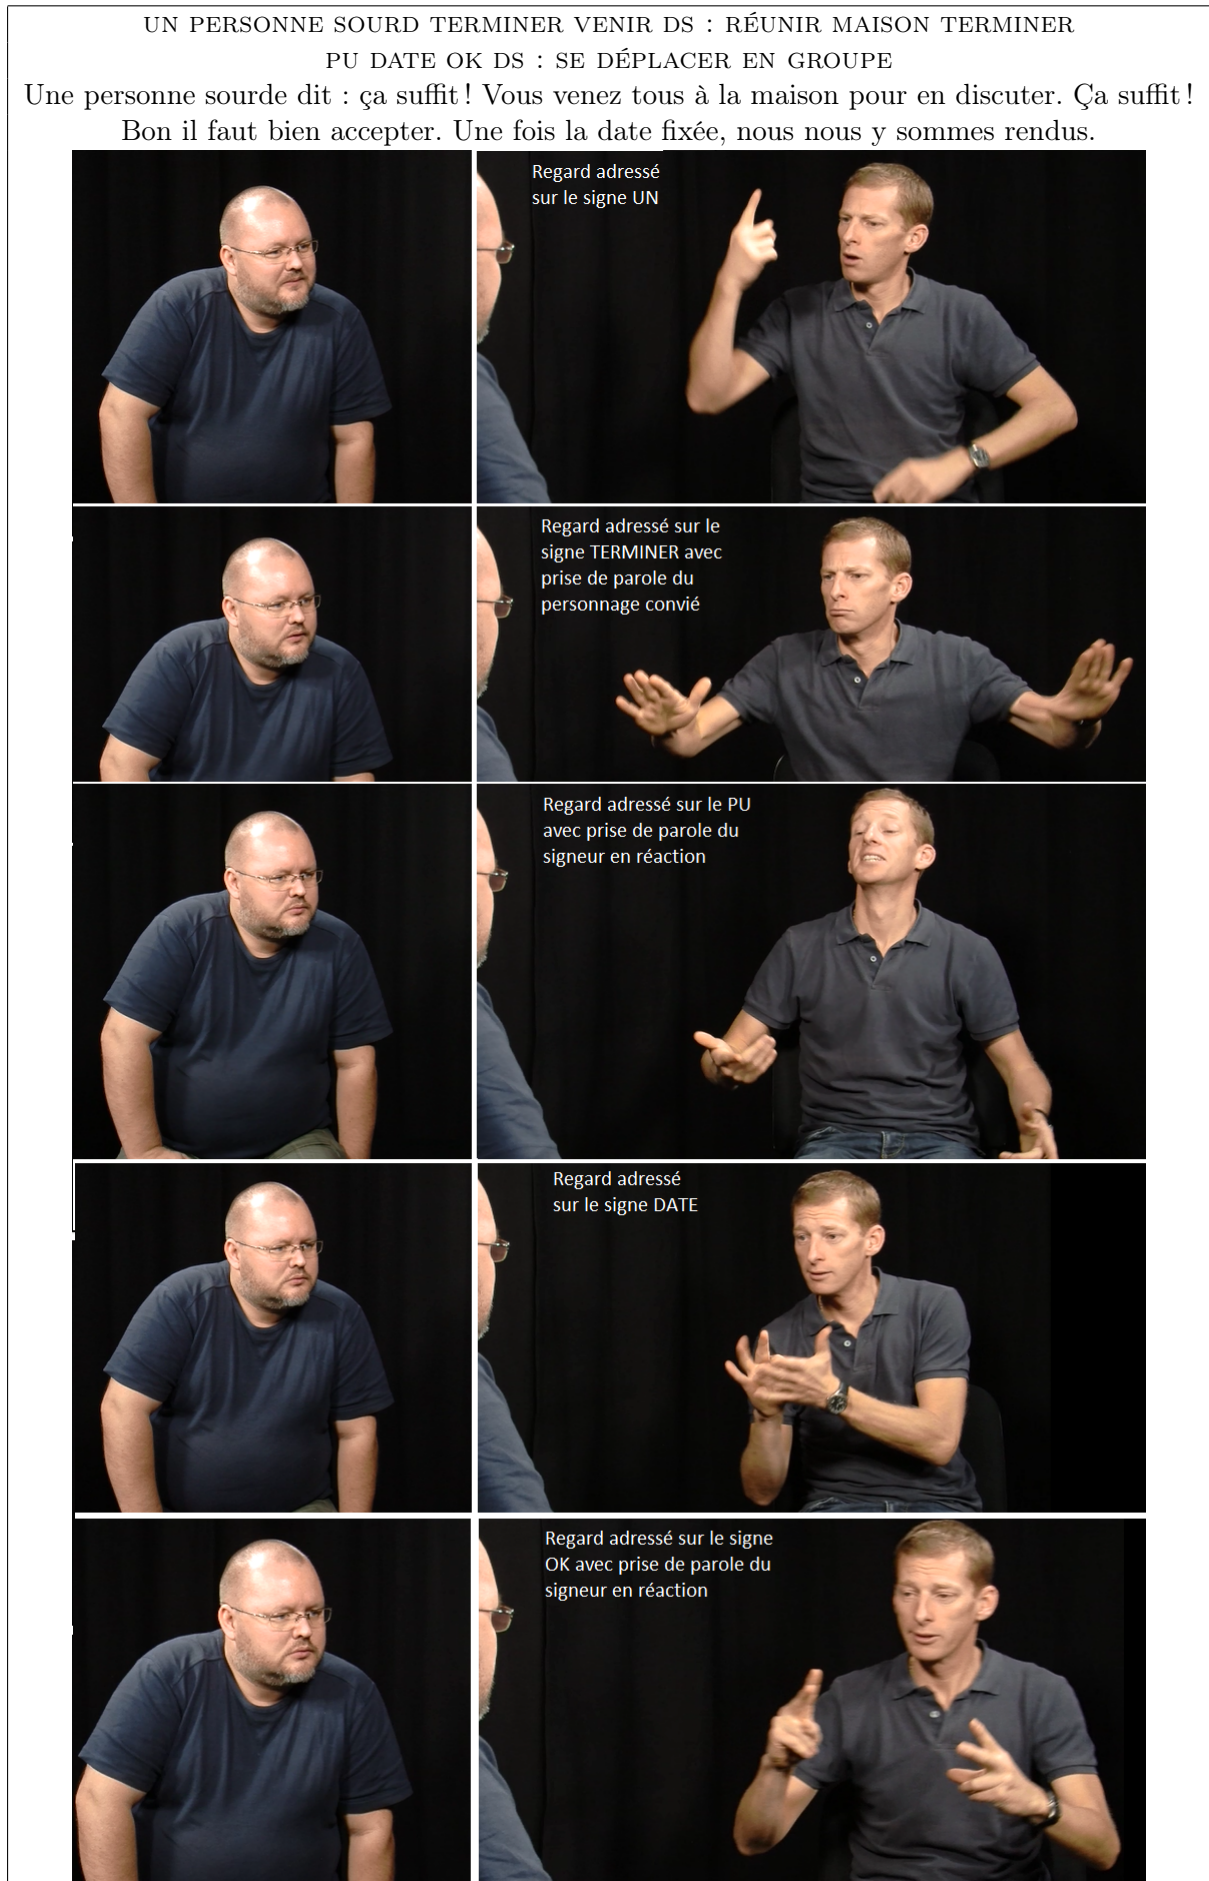 UN PERSONNE SOURD TERMINER VENIR DS : RÉUNIR MAISON TERMINER
PU DATE OK DS : SE DÉPLACER EN GROUPE
Une personne sourde dit : ça suffit ! Vous venez tous à la maison pour en discuter. Ça suffit !
Bon il faut bien accepter. Une fois la date fixée, nous nous y sommes rendus.
Regard adressé
sur le signe UN
Regard adressé sur le
signe TERMINER avec
prise de parole du
personnage convié
Regard adressé sur le PU
avec prise de parole du
signeur en réaction
Regard adressé
sur le signe DATE
Regard adressé sur le signe
OK avec prise de parole du
signeur en réaction